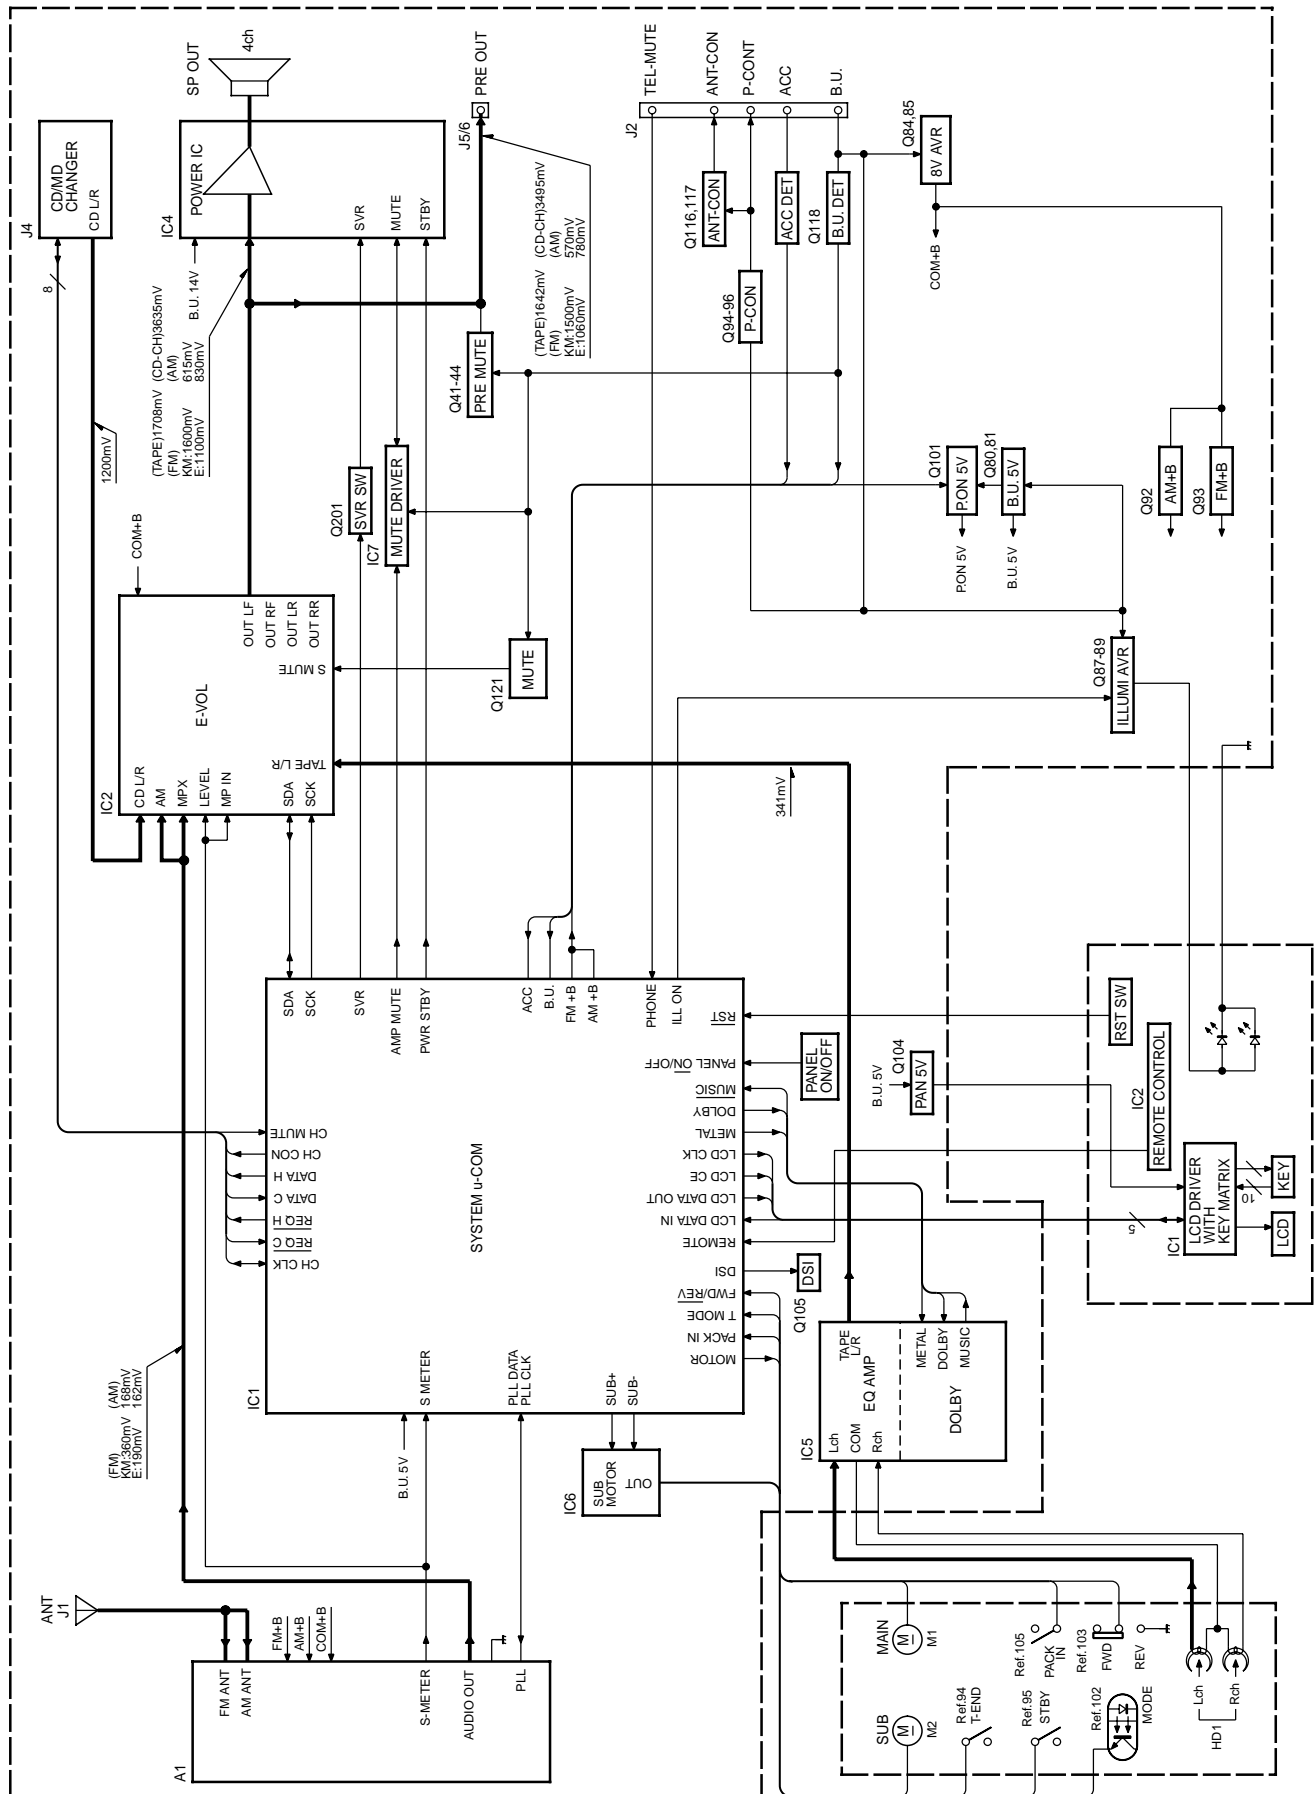 SP OUT
4ch
J4
CD/MD
CHANGER
CD L/R
8
IC4
POWER IC
SVR
MUTE
STBY
B.U. 14V
J5/6
PRE OUT
(TAPE)1708mV (CD-CH)3635mV
(FM) (AM)
KM:1600mV 615mV
E:1100mV 830mV
1200mV
(TAPE)1642mV (CD-CH)3495mV
(FM) (AM)
KM:1500mV 570mV
E:1060mV 780mV
Q41-44
PRE MUTE
Q201
SVR SW
IC7
MUTE DRIVER
J2
TEL-MUTE
ANT-CON
P-CONT
ACC
B.U.
Q116,117
ANT-CON
Q94-96
P-CON
ACC DET
Q118
B.U. DET
Q84,85
8V AVR
COM+B
Q101
P.ON 5V
P.ON 5V
Q80,81
B.U. 5V
B.U. 5V
Q92
AM+B
Q93
FM+B
Q87-89
ILLUMI AVR
COM+B
IC2
E-VOL
CD L/R
AM
MPX
LEVEL
MP IN
SDA
SCK
TAPE L/R
S MUTE
OUT LF
OUT RF
OUT LR
OUT RR
Q121
MUTE
341mV
IC1
SYSTEM u-COM
SDA
SCK
SVR
AMP MUTE
PWR STBY
ACC
B.U.
FM +B
AM +B
PHONE
ILL ON
CH MUTE
CH CON
DATA H
DATA C
REQ H
REQ C
CH CLK
S METER
PLL DATA
PLL CLK
SUB+
SUB-
RST
PANEL ON/OFF
MUSIC
DOLBY
METAL
LCD CLK
LCD CE
LCD DATA OUT
LCD DATA IN
REMOTE
DSI
FWD/REV
T MODE
PACK IN
MOTOR
PANEL
ON/OFF
B.U. 5V
Q104
PAN 5V
RST SW
IC2
REMOTE CONTROL
IC1
LCD DRIVER
WITH
KEY MATRIX
5
10
LCD
KEY
Q105
DSI
IC5
Lch
COM
Rch
EQ AMP
TAPE
L/R
DOLBY
METAL
DOLBY
MUSIC
IC6
SUB
MOTOR
OUT
B.U. 5V
(FM) (AM)
KM:360mV 168mV
E:190mV 162mV
ANT
J1
A1
FM ANT
AM ANT
FM+B
AM+B
COM+B
S-METER
AUDIO OUT
PLL
MAIN
M
M1
SUB
M
M2
Ref.105
PACK
IN
Ref.103
FWD
REV
Ref.94
T-END
Ref.95
STBY
Ref.102
MODE
Lch
Rch
HD1